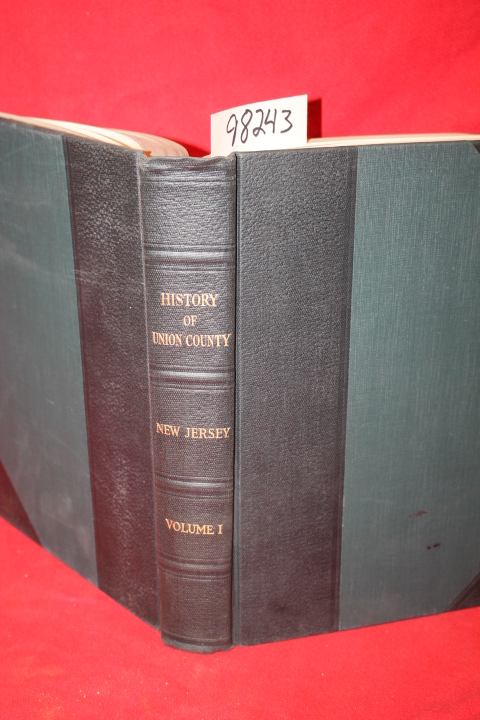 98243
HISTORY
OF
UNION COUNTY
NEW JERSEY
VOLUME I